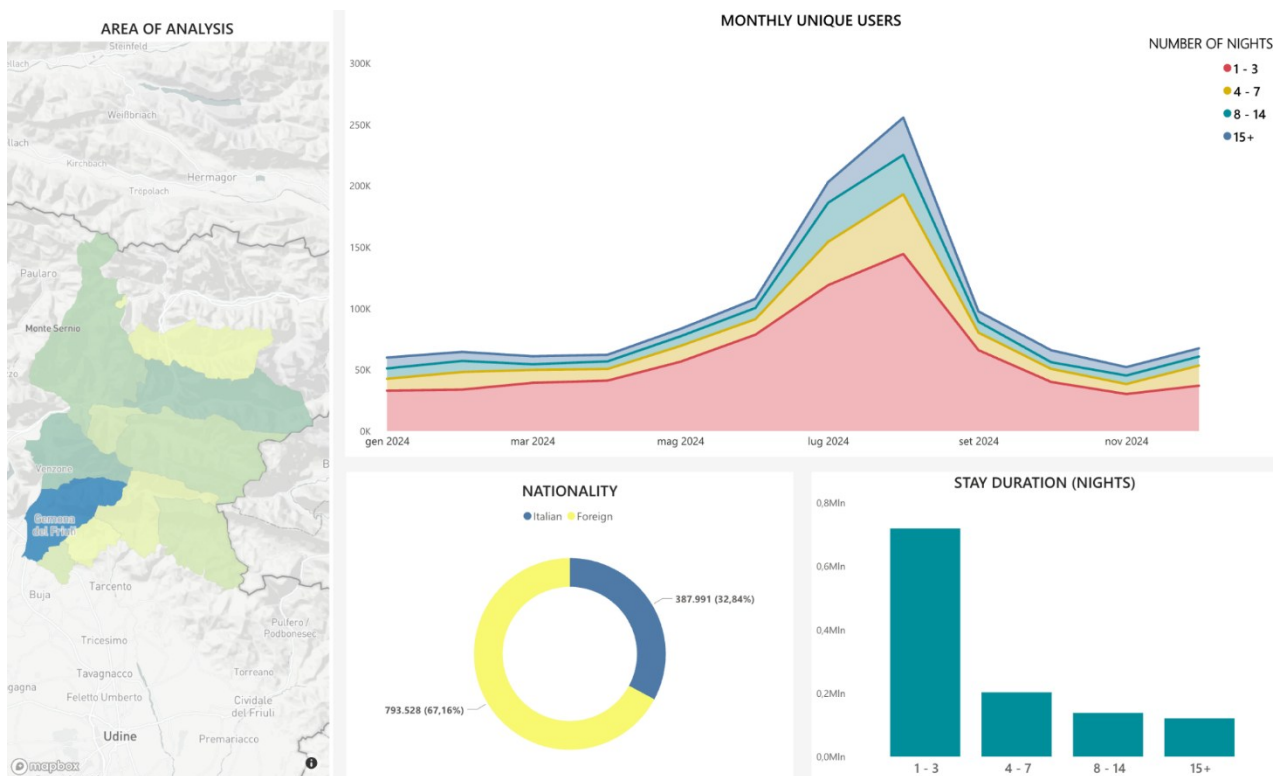 AREA OF ANALYSIS
Steinfeld
Weißbriach
Kirchbach
Hermagor
Tröpolach
Paularo
Monte Sernio
Venzone
Gemona
del Friuli
Buja
Tarcento
Tricesimo
Pulfero/
Podbonesec
Tavagnacco
Torreano
Feletto Umberto
Cividale
del Friuli
Udine
Premariacco
mapbox
MONTHLY UNIQUE USERS
NUMBER OF NIGHTS
1 - 3
4 - 7
8 - 14
15+
300K
250K
200K
150K
100K
50K
0K
gen 2024
mar 2024
mag 2024
lug 2024
set 2024
nov 2024
NATIONALITY
Italian
Foreign
387.991 (32,84%)
793.528 (67,16%)
STAY DURATION (NIGHTS)
0,8Mln
0,6Mln
0,4Mln
0,2Mln
0,0Mln
1 - 3
4 - 7
8 - 14
15+